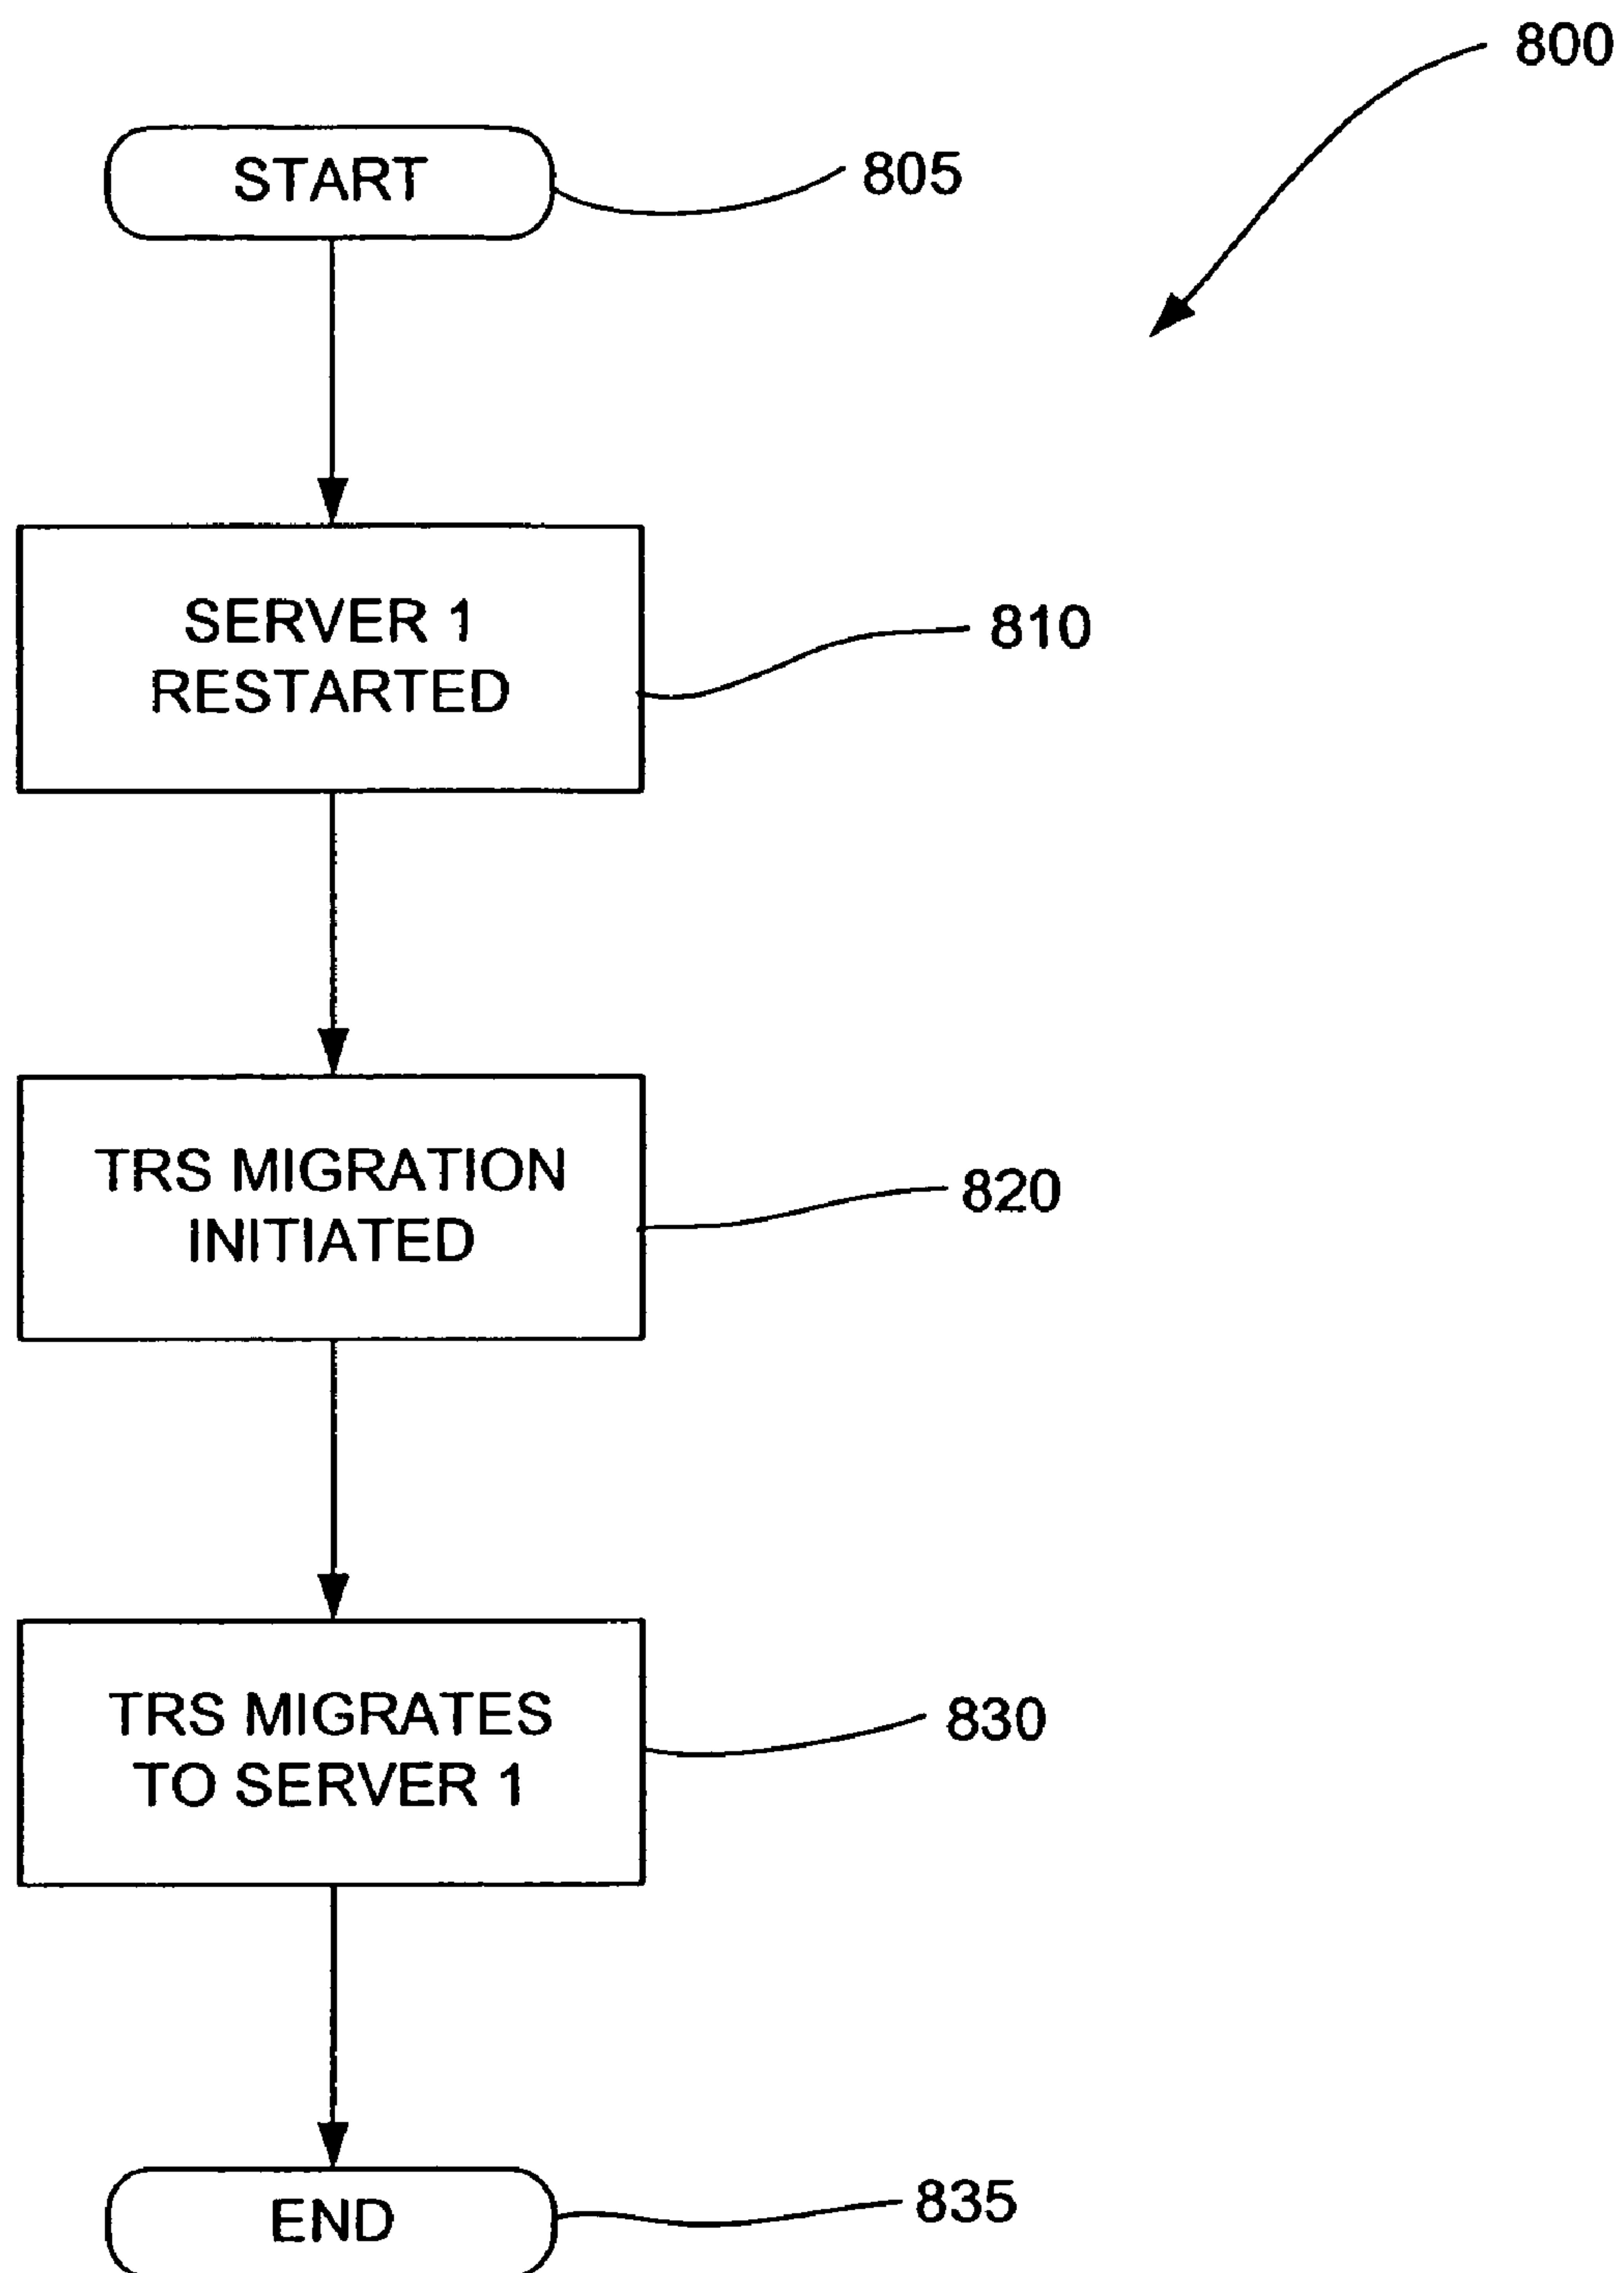 800
START
805
SERVER 1
RESTARTED
810
TRS MIGRATION
INITIATED
820
TRS MIGRATES
TO SERVER 1
830
END
835